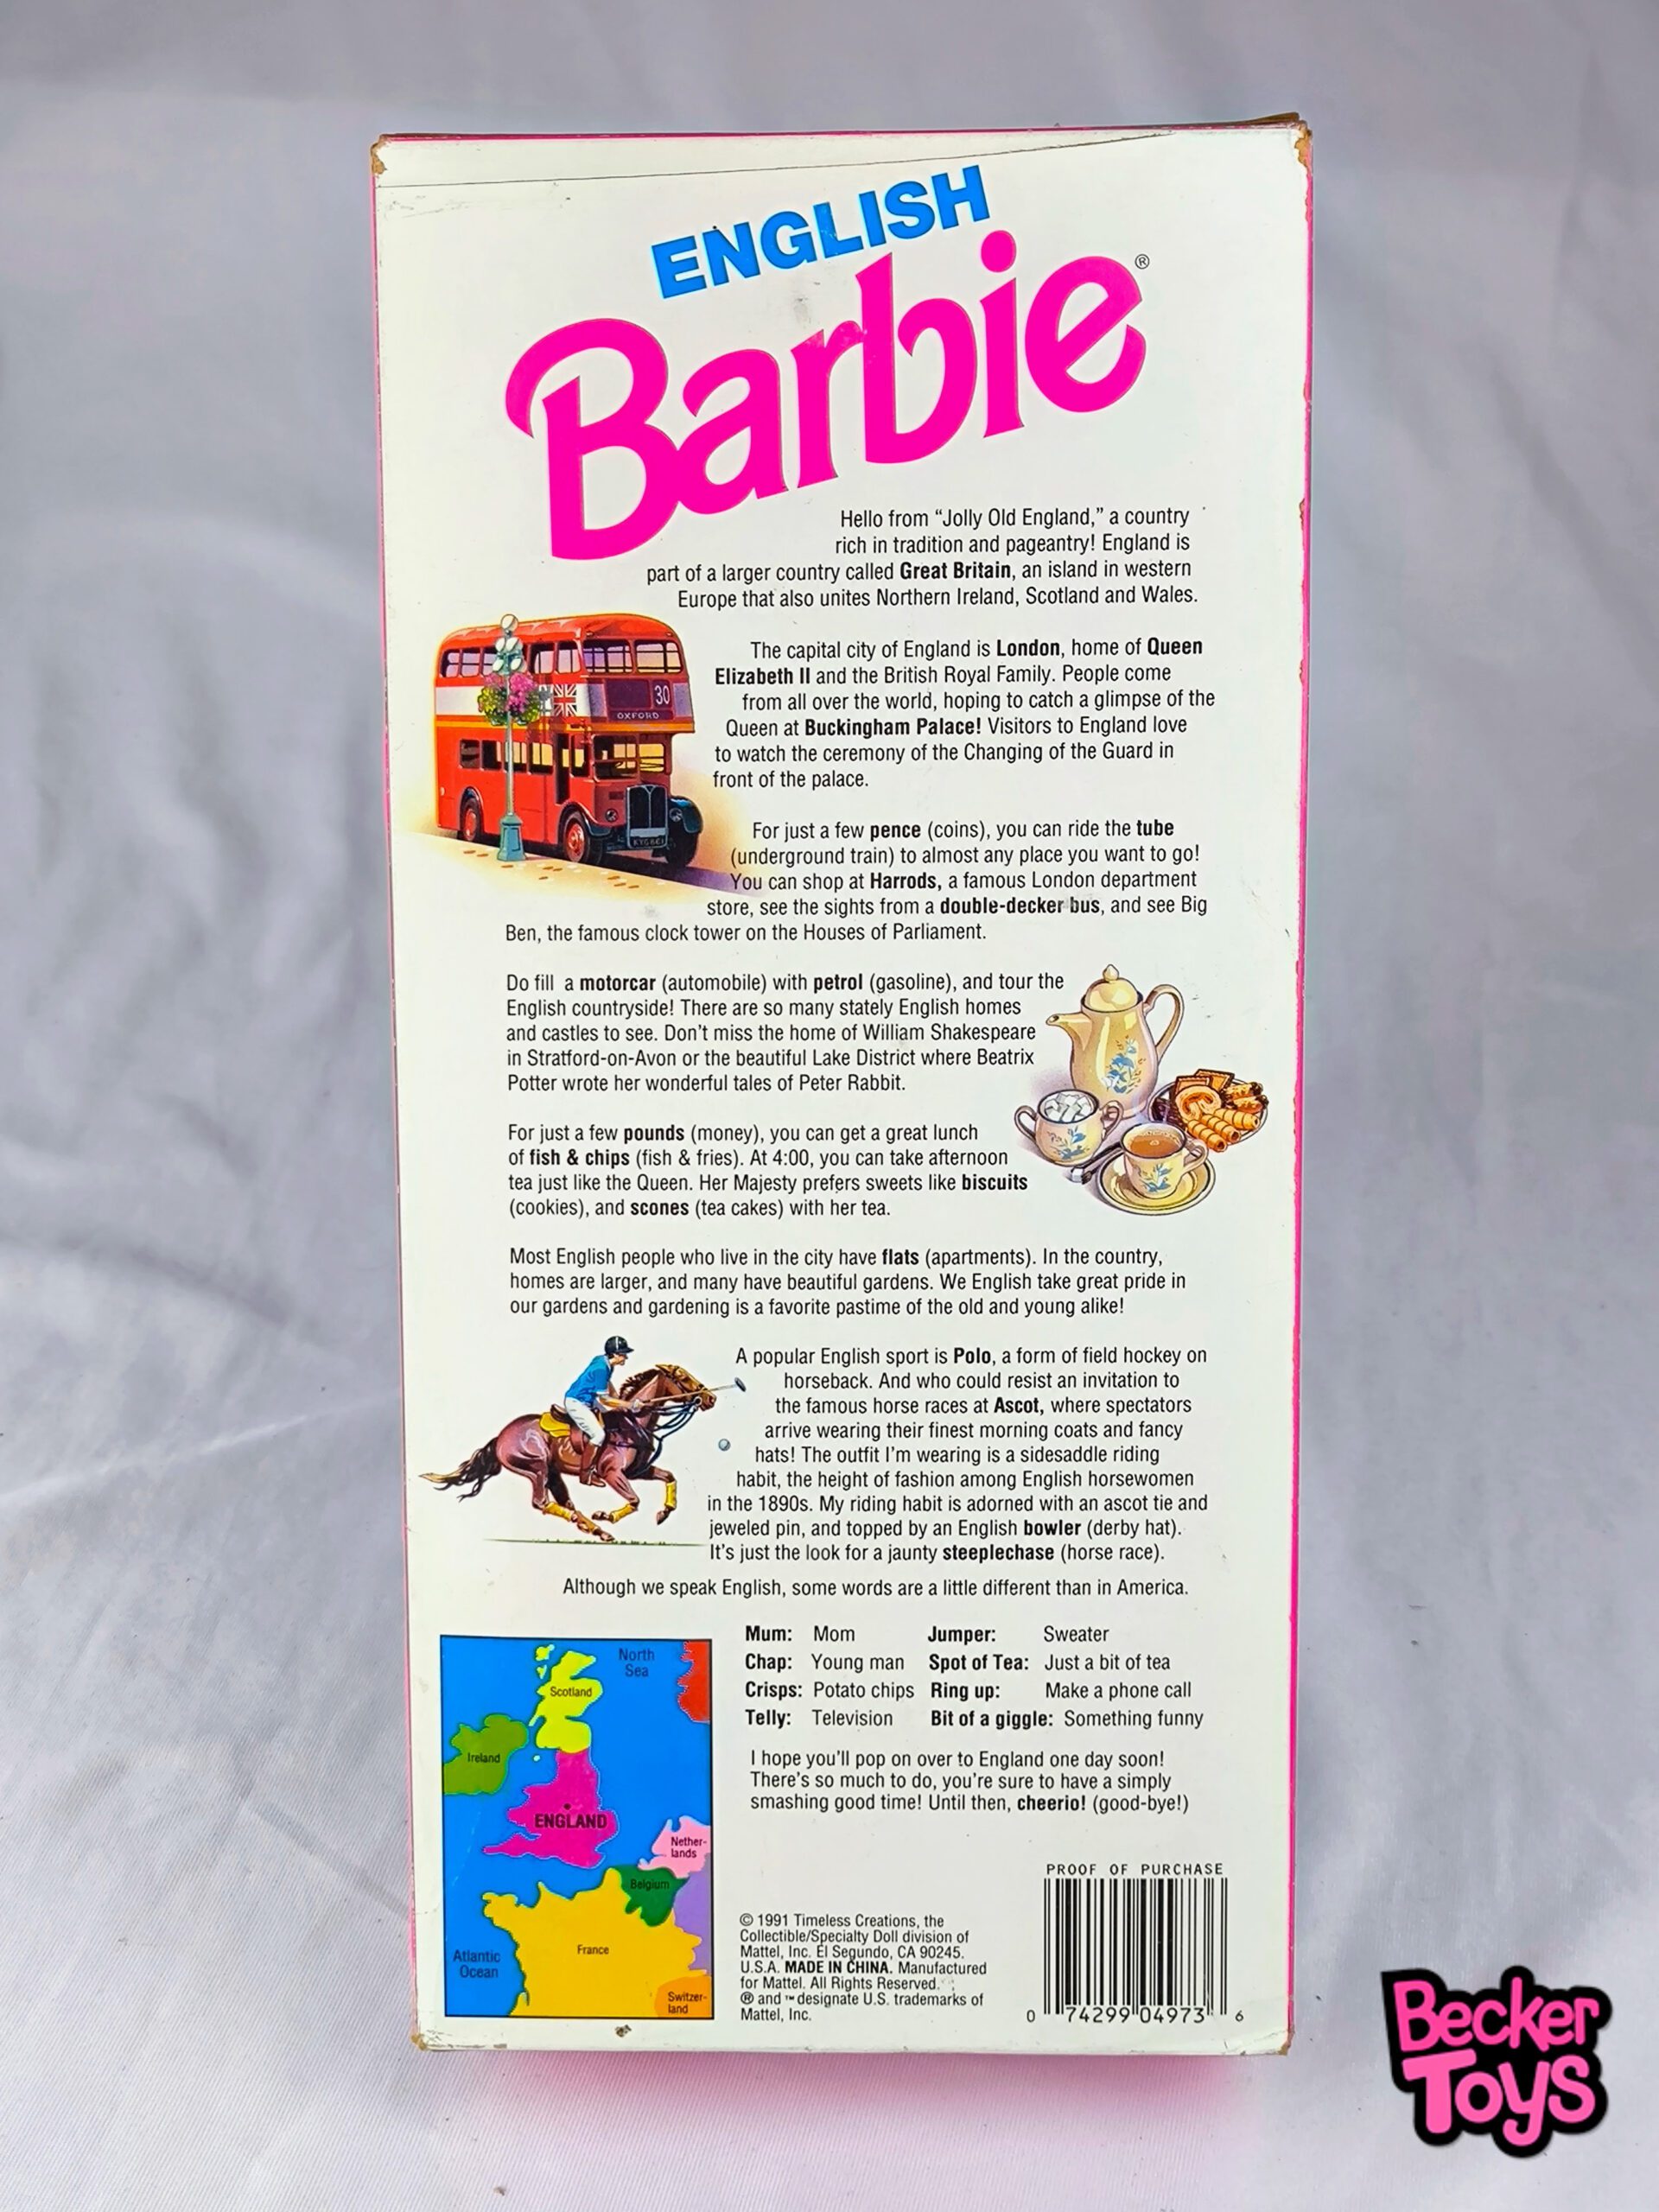 ENGLISH
Barbie®
Hello from “Jolly Old England,” a country
rich in tradition and pageantry! England is
part of a larger country called Great Britain, an island in western
Europe that also unites Northern Ireland, Scotland and Wales.
The capital city of England is London, home of Queen
Elizabeth II and the British Royal Family. People come
from all over the world, hoping to catch a glimpse of the
Queen at Buckingham Palace! Visitors to England love
to watch the ceremony of the Changing of the Guard in
front of the palace.
30
OXFORD
For just a few pence (coins), you can ride the tube
(underground train) to almost any place you want to go!
You can shop at Harrods, a famous London department
store, see the sights from a double-decker bus, and see Big
Ben, the famous clock tower on the Houses of Parliament.
Do fill a motorcar (automobile) with petrol (gasoline), and tour the
English countryside! There are so many stately English homes
and castles to see. Don't miss the home of William Shakespeare
in Stratford-on-Avon or the beautiful Lake District where Beatrix
Potter wrote her wonderful tales of Peter Rabbit.
For just a few pounds (money), you can get a great lunch
of fish & chips (fish & fries). At 4:00, you can take afternoon
tea just like the Queen. Her Majesty prefers sweets like biscuits
(cookies), and scones (tea cakes) with her tea.
Most English people who live in the city have flats (apartments). In the country,
homes are larger, and many have beautiful gardens. We English take great pride in
our gardens and gardening is a favorite pastime of the old and young alike!
A popular English sport is Polo, a form of field hockey on
horseback. And who could resist an invitation to
the famous horse races at Ascot, where spectators
arrive wearing their finest morning coats and fancy
hats! The outfit I'm wearing is a sidesaddle riding
habit, the height of fashion among English horsewomen
in the 1890s. My riding habit is adorned with an ascot tie and
jeweled pin, and topped by an English bowler (derby hat).
It's just the look for a jaunty steeplechase (horse race).
Although we speak English, some words are a little different than in America.
Mum: Mom Jumper: Sweater
Chap: Young man Spot of Tea: Just a bit of tea
Crisps: Potato chips Ring up: Make a phone call
Telly: Television Bit of a giggle: Something funny
I hope you'll pop on over to England one day soon!
There's so much to do, you're sure to have a simply
smashing good time! Until then, cheerio! (good-bye!)
North
Sea
Scotland
Ireland
ENGLAND
Nether-
lands
Belgium
France
Atlantic
Ocean
Switzer-
land
© 1991 Timeless Creations, the
Collectible/Specialty Doll division of
Mattel, Inc. El Segundo, CA 90245.
U.S.A. MADE IN CHINA. Manufactured
for Mattel. All Rights Reserved.
® and ™ designate U.S. trademarks of
Mattel, Inc.
PROOF OF PURCHASE
0 74299 04973 6
Becker
Toys